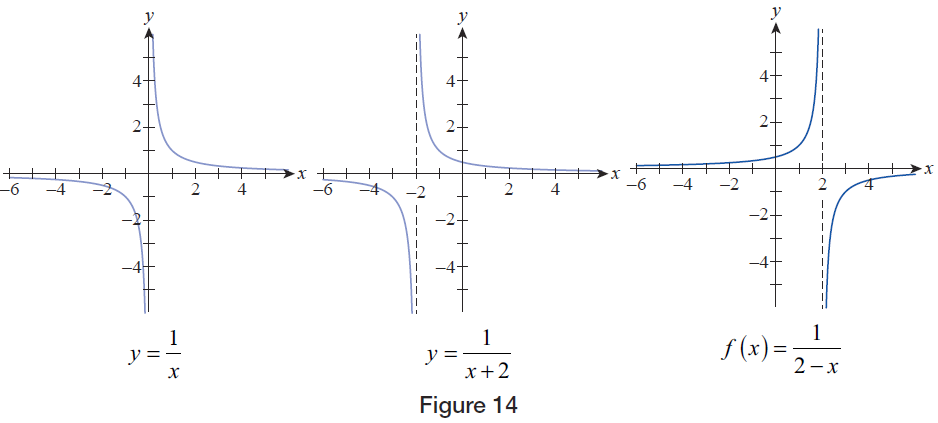 y y y
4 4 4
2 2 2
x x x
−6 −4 −2 2 4 −6 −4 −2 2 4 −6 −4 −2 2 4
−2 −2 −2
−4 −4 −4
y = 1/x y = 1/(x + 2) f (x) = 1/(2 − x)
Figure 14